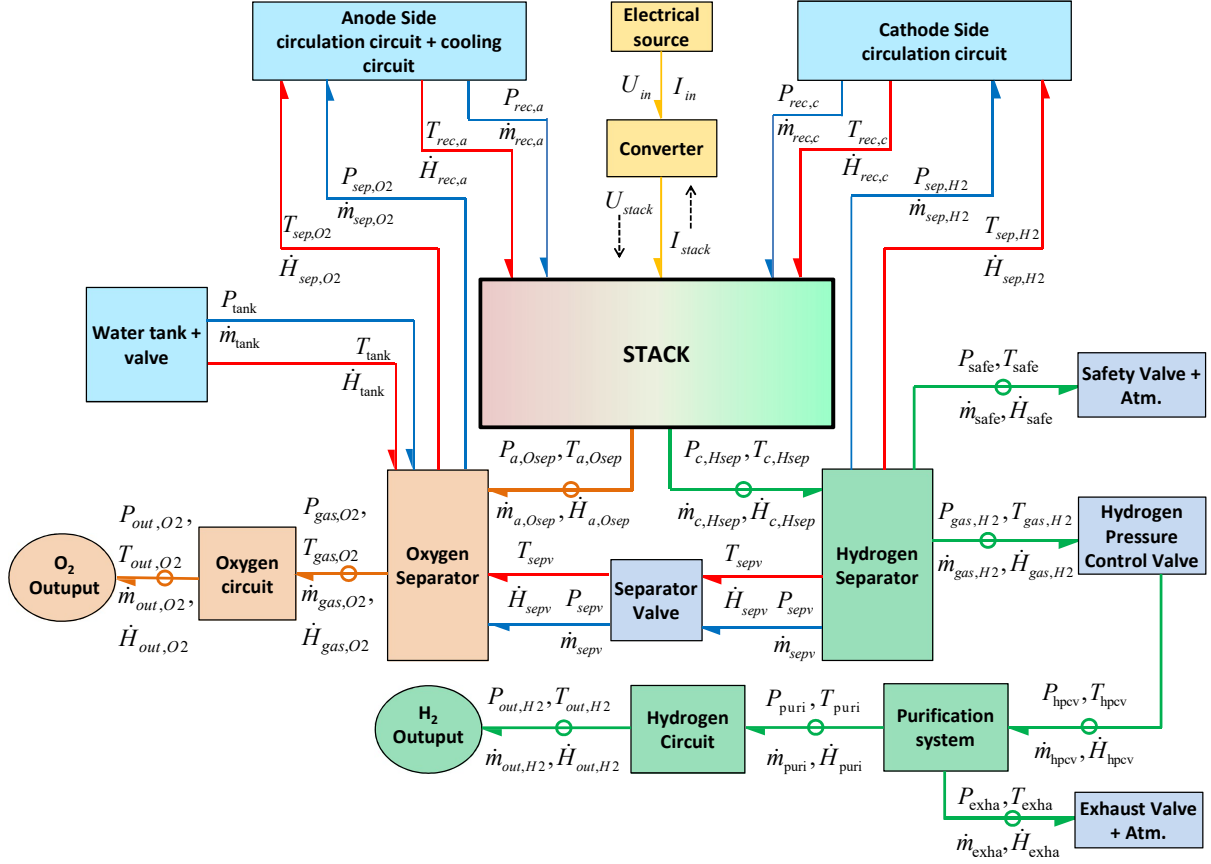 Anode Side
circulation circuit + cooling
circuit
Electrical
source
Cathode Side
circulation circuit
U_in
I_in
P_rec,a
ṁ_rec,a
T_rec,a
Ḣ_rec,a
Converter
P_rec,c
ṁ_rec,c
T_rec,c
Ḣ_rec,c
P_sep,O2
ṁ_sep,O2
T_sep,O2
Ḣ_sep,O2
U_stack
I_stack
P_sep,H2
ṁ_sep,H2
T_sep,H2
Ḣ_sep,H2
Water tank +
valve
P_tank
ṁ_tank
T_tank
Ḣ_tank
STACK
P_safe, T_safe
ṁ_safe, Ḣ_safe
Safety Valve +
Atm.
P_a,Osep, T_a,Osep
ṁ_a,Osep, Ḣ_a,Osep
P_c,Hsep, T_c,Hsep
ṁ_c,Hsep, Ḣ_c,Hsep
O₂
Outuput
P_out,O2,
T_out,O2
ṁ_out,O2,
Ḣ_out,O2
Oxygen
circuit
P_gas,O2,
T_gas,O2
ṁ_gas,O2,
Ḣ_gas,O2
Oxygen
Separator
T_sepv
Ḣ_sepv
P_sepv
ṁ_sepv
Separator
Valve
T_sepv
Ḣ_sepv
P_sepv
ṁ_sepv
Hydrogen
Separator
P_gas,H2, T_gas,H2
ṁ_gas,H2, Ḣ_gas,H2
Hydrogen
Pressure
Control Valve
H₂
Outuput
P_out,H2, T_out,H2
ṁ_out,H2, Ḣ_out,H2
Hydrogen
Circuit
P_puri, T_puri
ṁ_puri, Ḣ_puri
Purification
system
P_hpcv, T_hpcv
ṁ_hpcv, Ḣ_hpcv
P_exha, T_exha
ṁ_exha, Ḣ_exha
Exhaust Valve
+ Atm.